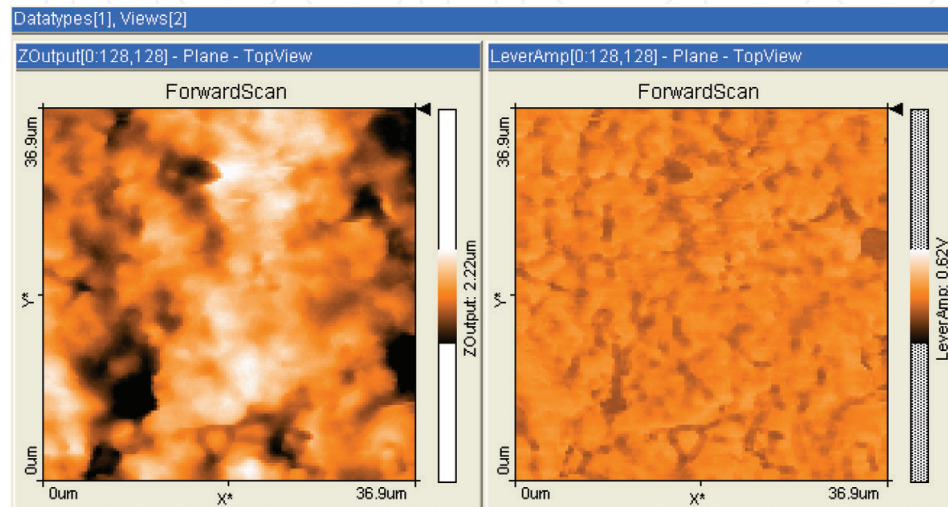 Datatypes[1], Views[2]
ZOutput[0:128,128] - Plane - TopView
ForwardScan
36.9um
Y*
0um
0um
X*
36.9um
ZOutput: 2.22um
LeverAmp[0:128,128] - Plane - TopView
ForwardScan
36.9um
Y*
0um
0um
X*
36.9um
LeverAmp: 0.62V